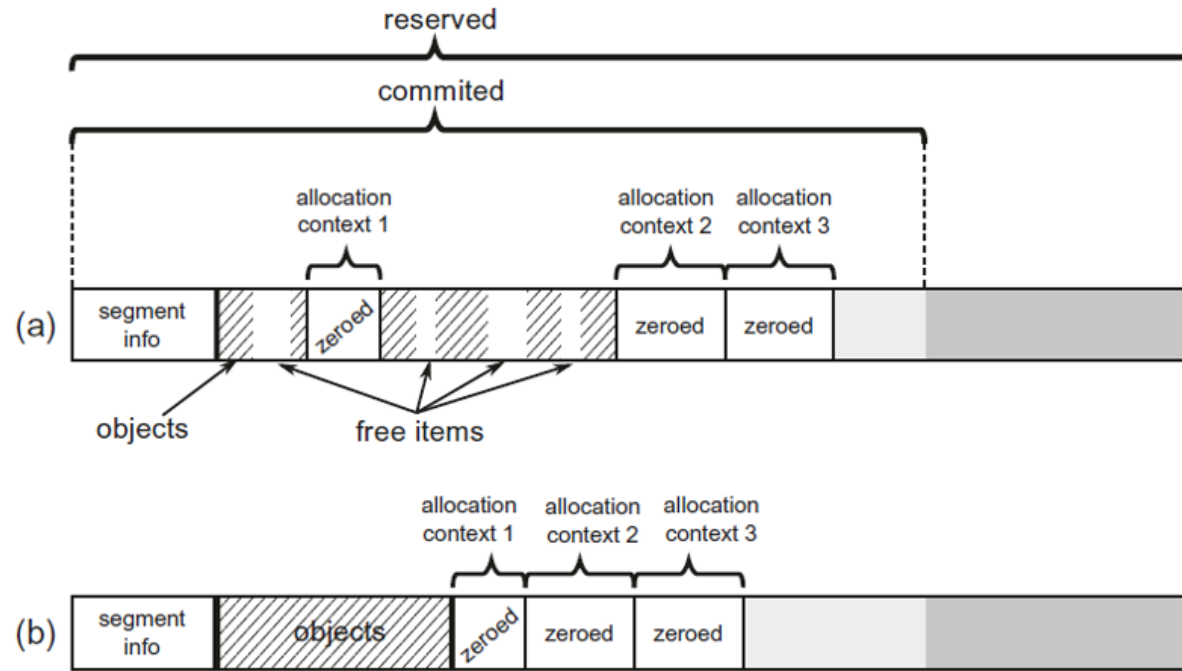 reserved
commited
allocation
context 1
allocation
context 2
allocation
context 3
(a)
segment
info
zeroed
zeroed
zeroed
objects
free items
allocation
context 1
allocation
context 2
allocation
context 3
(b)
segment
info
objects
zeroed
zeroed
zeroed